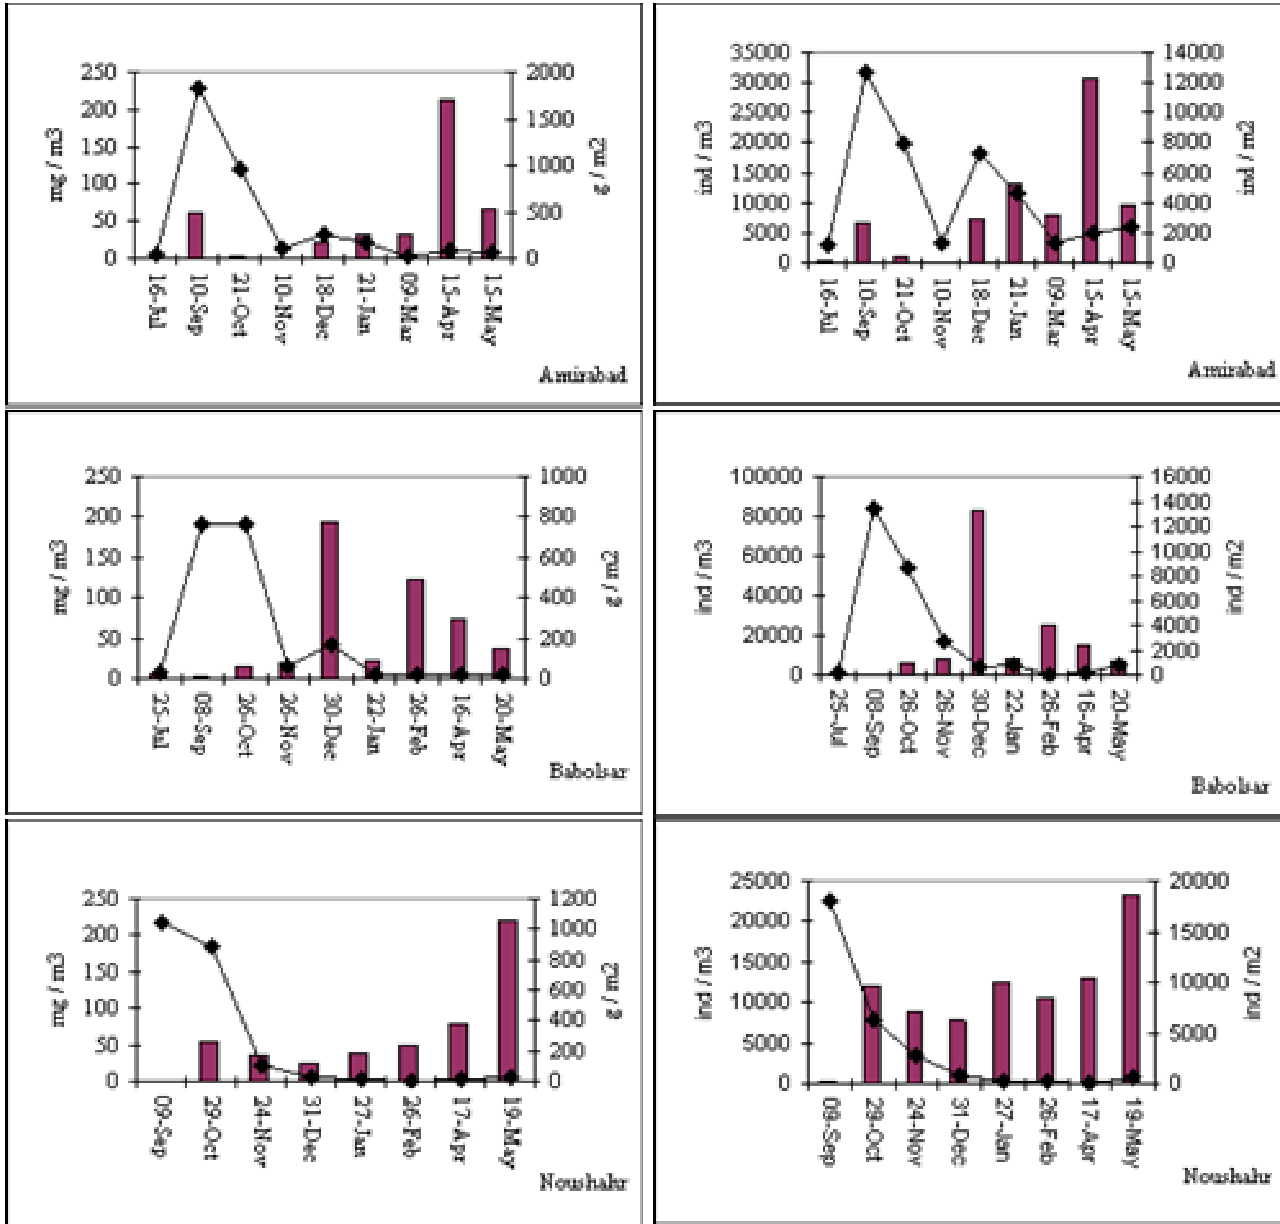 250 200 150 100 50 0
mg / m3
2000 1500 1000 500 0
g / m2
16-Jul 10-Sep 21-Oct 10-Nov 18-Dec 21-Jan 09-Mar 15-Apr 15-May
Amirabad
35000 30000 25000 20000 15000 10000 5000 0
ind / m3
14000 12000 10000 8000 6000 4000 2000 0
ind / m2
16-Jul 10-Sep 21-Oct 10-Nov 18-Dec 21-Jan 09-Mar 15-Apr 15-May
Amirabad
250 200 150 100 50 0
mg / m3
1000 800 600 400 200 0
g / m2
25-Jul 08-Sep 26-Oct 26-Nov 30-Dec 22-Jan 26-Feb 16-Apr 20-May
Babolsar
100000 80000 60000 40000 20000 0
ind / m3
16000 14000 12000 10000 8000 6000 4000 2000 0
ind / m2
25-Jul 08-Sep 26-Oct 26-Nov 30-Dec 22-Jan 26-Feb 16-Apr 20-May
Babolsar
250 200 150 100 50 0
mg / m3
1200 1000 800 600 400 200 0
g / m2
09-Sep 29-Oct 24-Nov 31-Dec 27-Jan 26-Feb 17-Apr 19-May
Noushahr
25000 20000 15000 10000 5000 0
ind / m3
20000 15000 10000 5000 0
ind / m2
09-Sep 29-Oct 24-Nov 31-Dec 27-Jan 26-Feb 17-Apr 19-May
Noushahr